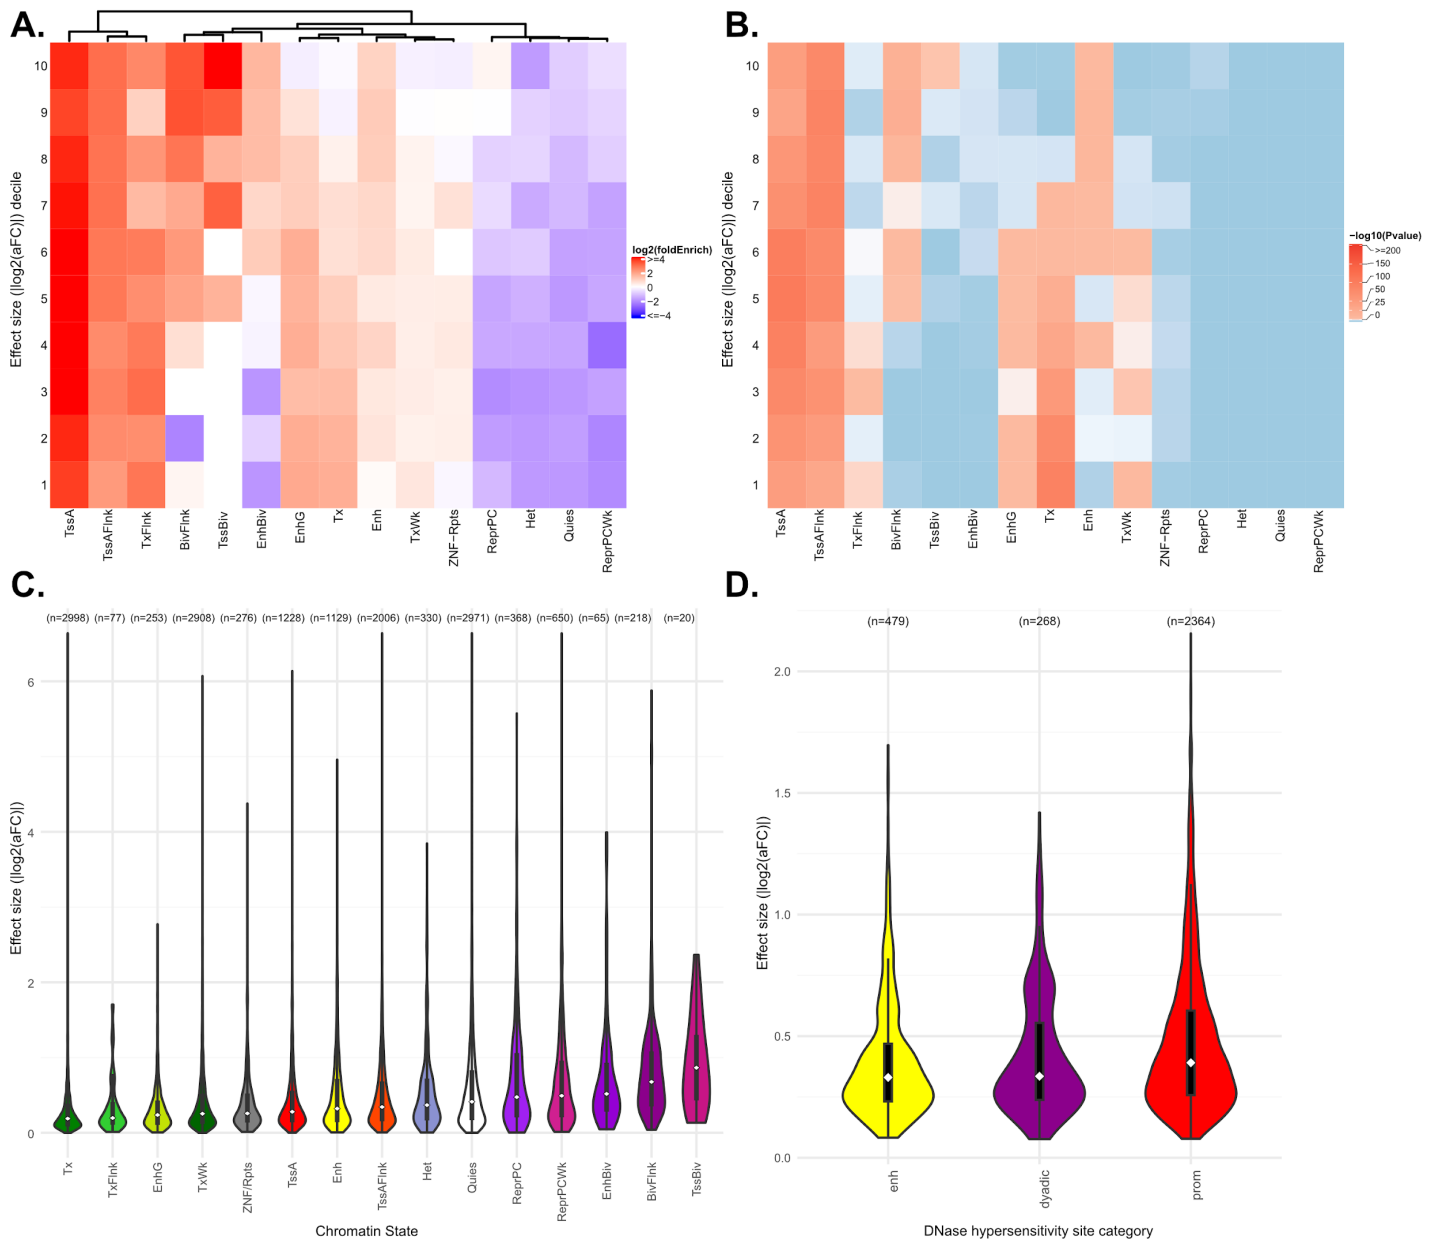 A.
10
9
8
7
6
5
4
3
2
1
Effect size (|log2(aFC)|) decile
TssA
TssAFlnk
TxFlnk
BivFlnk
TssBiv
EnhBiv
EnhG
Tx
Enh
TxWk
ZNF−Rpts
ReprPC
Het
Quies
ReprPCWk
log2(foldEnrich)
>=4
2
0
−2
<=−4
B.
10
9
8
7
6
5
4
3
2
1
Effect size (|log2(aFC)|) decile
TssA
TssAFlnk
TxFlnk
BivFlnk
TssBiv
EnhBiv
EnhG
Tx
Enh
TxWk
ZNF−Rpts
ReprPC
Het
Quies
ReprPCWk
−log10(Pvalue)
>=200
150
100
50
25
0
C.
(n=2998) (n=77) (n=253) (n=2908) (n=276) (n=1228) (n=1129) (n=2006) (n=330) (n=2971) (n=368) (n=650) (n=65) (n=218) (n=20)
6
4
2
0
Effect size (|log2(aFC)|)
Tx
TxFlnk
EnhG
TxWk
ZNF/Rpts
TssA
Enh
TssAFlnk
Het
Quies
ReprPC
ReprPCWk
EnhBiv
BivFlnk
TssBiv
Chromatin State
D.
(n=479) (n=268) (n=2364)
2.0
1.5
1.0
0.5
0.0
Effect size (|log2(aFC)|)
enh
dyadic
prom
DNase hypersensitivity site category